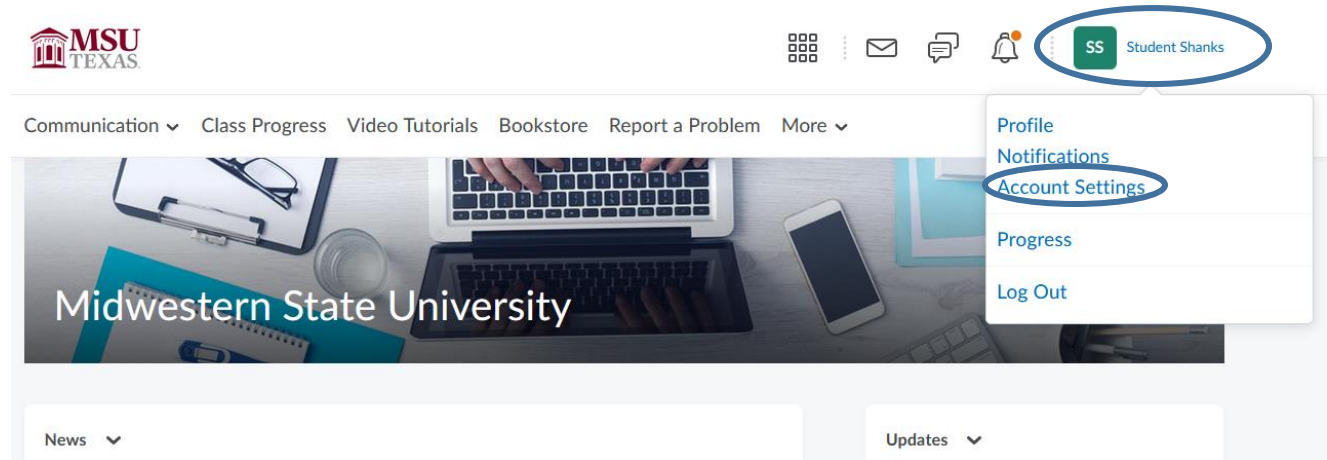 MSU
TEXAS
SS Student Shanks
Communication Class Progress Video Tutorials Bookstore Report a Problem More
Profile
Notifications
Account Settings
Progress
Log Out
Midwestern State University
News
Updates